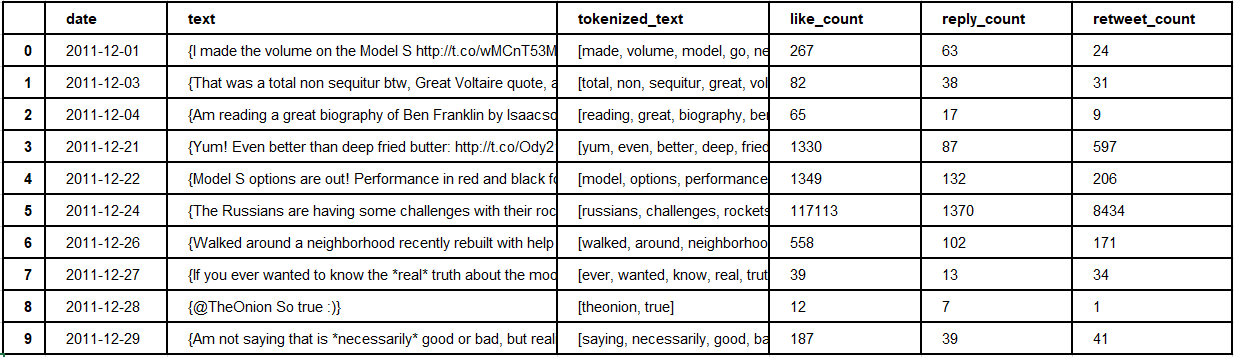 date text tokenized_text like_count reply_count retweet_count
0 2011-12-01 {I made the volume on the Model S http://t.co/wMCnT53M [made, volume, model, go, ne 267 63 24
1 2011-12-03 {That was a total non sequitur btw, Great Voltaire quote, a [total, non, sequitur, great, vol 82 38 31
2 2011-12-04 {Am reading a great biography of Ben Franklin by Isaacso [reading, great, biography, ber 65 17 9
3 2011-12-21 {Yum! Even better than deep fried butter: http://t.co/Ody2 [yum, even, better, deep, fried 1330 87 597
4 2011-12-22 {Model S options are out! Performance in red and black fo [model, options, performance 1349 132 206
5 2011-12-24 {The Russians are having some challenges with their roc [russians, challenges, rockets 117113 1370 8434
6 2011-12-26 {Walked around a neighborhood recently rebuilt with help [walked, around, neighborhoo 558 102 171
7 2011-12-27 {If you ever wanted to know the *real* truth about the moo [ever, wanted, know, real, trut 39 13 34
8 2011-12-28 {@TheOnion So true :)} [theonion, true] 12 7 1
9 2011-12-29 {Am not saying that is *necessarily* good or bad, but real [saying, necessarily, good, ba 187 39 41